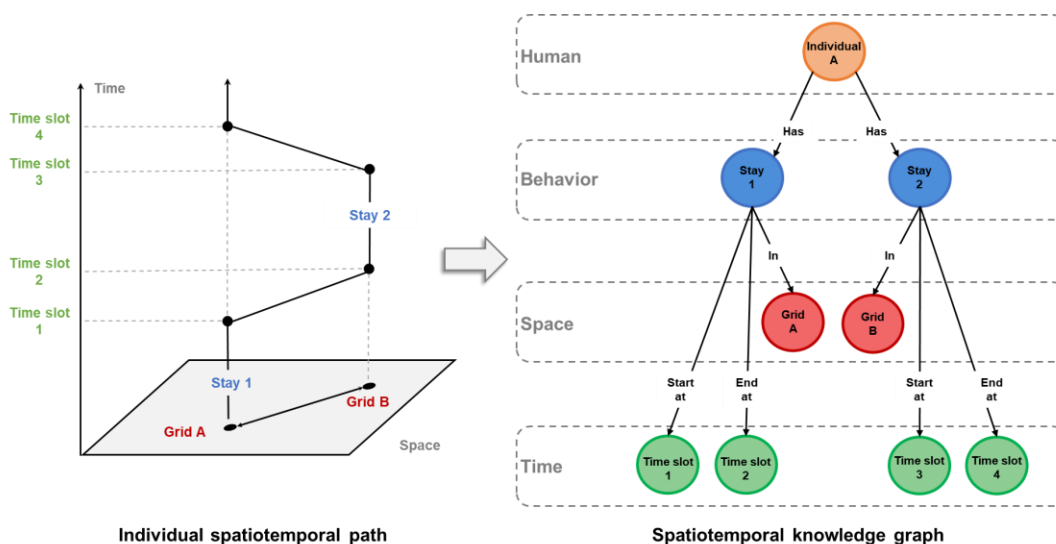 Time
Time slot
4
Time slot
3
Stay 2
Time slot
2
Time slot
1
Stay 1
Grid B
Grid A
Space
Individual spatiotemporal path
Human
Individual
A
Has
Has
Behavior
Stay
1
Stay
2
In
In
Space
Grid
A
Grid
B
Start
at
End
at
Start
at
End
at
Time
Time slot
1
Time slot
2
Time slot
3
Time slot
4
Spatiotemporal knowledge graph